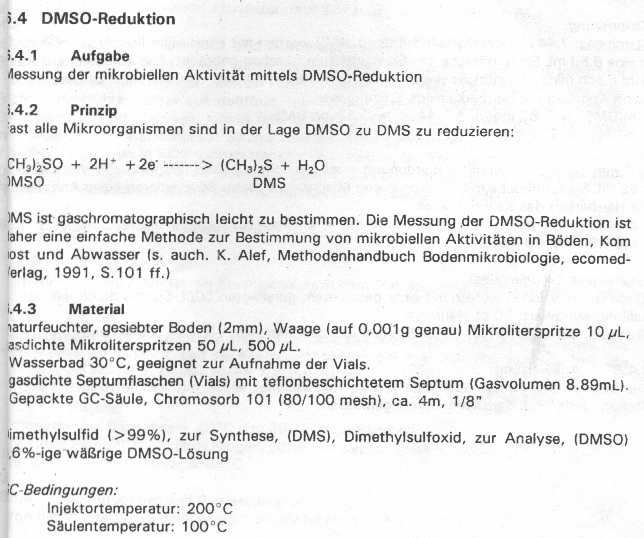 .4 DMSO-Reduktion
.4.1 Aufgabe
Messung der mikrobiellen Aktivität mittels DMSO-Reduktion
.4.2 Prinzip
ast alle Mikroorganismen sind in der Lage DMSO zu DMS zu reduzieren:
CH₃)₂SO + 2H⁺ +2e⁻ -------> (CH₃)₂S + H₂O
DMSO DMS
DMS ist gaschromatographisch leicht zu bestimmen. Die Messung der DMSO-Reduktion ist
aher eine einfache Methode zur Bestimmung von mikrobiellen Aktivitäten in Böden, Kom
ost und Abwasser (s. auch. K. Alef, Methodenhandbuch Bodenmikrobiologie, ecomed-
erlag, 1991, S.101 ff.)
.4.3 Material
aturfeuchter, gesiebter Boden (2mm), Waage (auf 0,001g genau) Mikroliterspritze 10 μL,
asdichte Mikroliterspritzen 50 μL, 500 μL.
Wasserbad 30°C, geeignet zur Aufnahme der Vials.
gasdichte Septumflaschen (Vials) mit teflonbeschichtetem Septum (Gasvolumen 8.89mL).
Gepackte GC-Säule, Chromosorb 101 (80/100 mesh), ca. 4m, 1/8"
imethylsulfid (>99%), zur Synthese, (DMS), Dimethylsulfoxid, zur Analyse, (DMSO)
,6%-ige wäßrige DMSO-Lösung
C-Bedingungen:
Injektortemperatur: 200°C
Säulentemperatur: 100°C